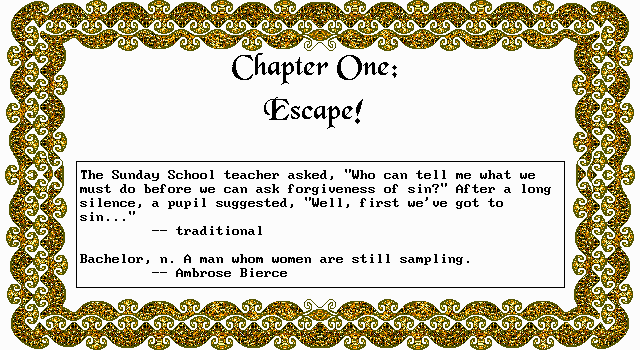 Chapter One:
Escape!
The Sunday School teacher asked, "Who can tell me what we
must do before we can ask forgiveness of sin?" After a long
silence, a pupil suggested, "Well, first we've got to
sin..."
-- traditional
Bachelor, n. A man whom women are still sampling.
-- Ambrose Bierce